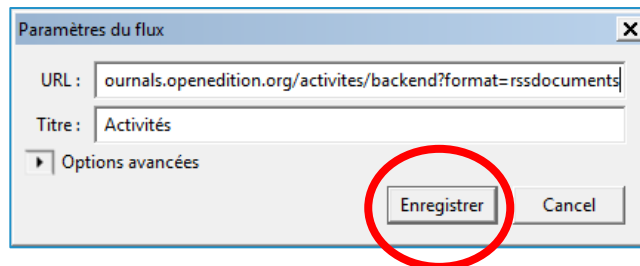 Paramètres du flux
URL : ournals.openedition.org/activites/backend?format=rssdocuments
Titre : Activités
Options avancées
Enregistrer Cancel